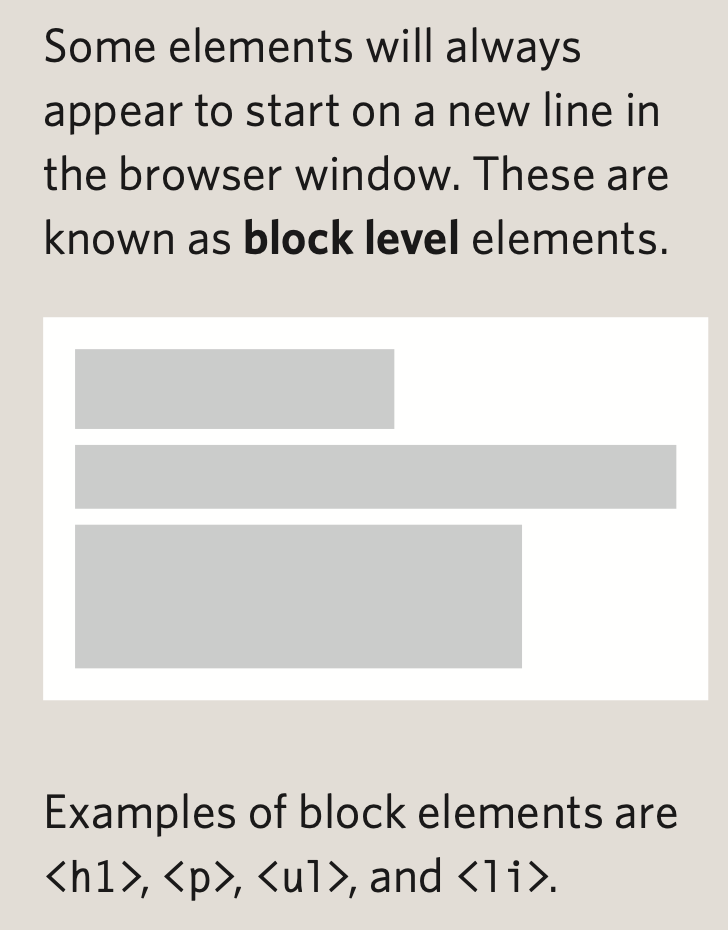 Some elements will always
appear to start on a new line in
the browser window. These are
known as block level elements.
Examples of block elements are
<h1>, <p>, <ul>, and <li>.